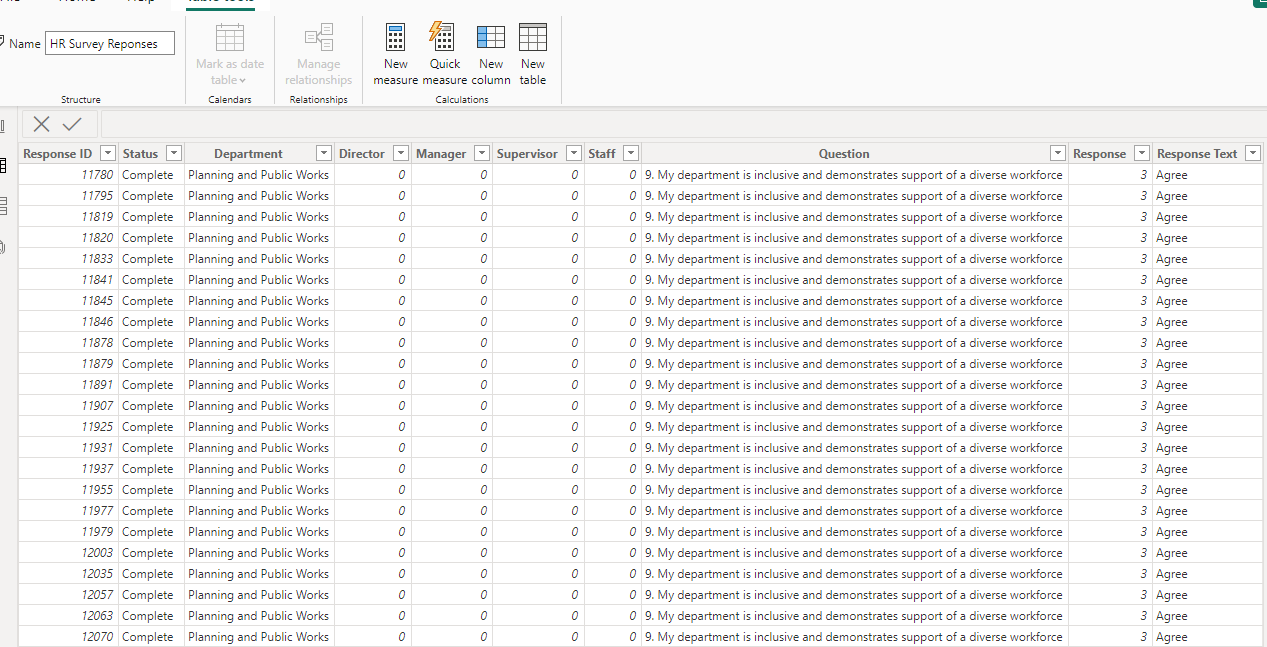 Home Help Table tools
Name HR Survey Reponses
Mark as date table
Manage relationships
New measure
Quick measure
New column
New table
Structure Calendars Relationships Calculations
Response ID Status Department Director Manager Supervisor Staff Question Response Response Text
11780 Complete Planning and Public Works 0 0 0 0 9. My department is inclusive and demonstrates support of a diverse workforce 3 Agree
11795 Complete Planning and Public Works 0 0 0 0 9. My department is inclusive and demonstrates support of a diverse workforce 3 Agree
11819 Complete Planning and Public Works 0 0 0 0 9. My department is inclusive and demonstrates support of a diverse workforce 3 Agree
11820 Complete Planning and Public Works 0 0 0 0 9. My department is inclusive and demonstrates support of a diverse workforce 3 Agree
11833 Complete Planning and Public Works 0 0 0 0 9. My department is inclusive and demonstrates support of a diverse workforce 3 Agree
11841 Complete Planning and Public Works 0 0 0 0 9. My department is inclusive and demonstrates support of a diverse workforce 3 Agree
11845 Complete Planning and Public Works 0 0 0 0 9. My department is inclusive and demonstrates support of a diverse workforce 3 Agree
11846 Complete Planning and Public Works 0 0 0 0 9. My department is inclusive and demonstrates support of a diverse workforce 3 Agree
11878 Complete Planning and Public Works 0 0 0 0 9. My department is inclusive and demonstrates support of a diverse workforce 3 Agree
11879 Complete Planning and Public Works 0 0 0 0 9. My department is inclusive and demonstrates support of a diverse workforce 3 Agree
11891 Complete Planning and Public Works 0 0 0 0 9. My department is inclusive and demonstrates support of a diverse workforce 3 Agree
11907 Complete Planning and Public Works 0 0 0 0 9. My department is inclusive and demonstrates support of a diverse workforce 3 Agree
11925 Complete Planning and Public Works 0 0 0 0 9. My department is inclusive and demonstrates support of a diverse workforce 3 Agree
11931 Complete Planning and Public Works 0 0 0 0 9. My department is inclusive and demonstrates support of a diverse workforce 3 Agree
11937 Complete Planning and Public Works 0 0 0 0 9. My department is inclusive and demonstrates support of a diverse workforce 3 Agree
11955 Complete Planning and Public Works 0 0 0 0 9. My department is inclusive and demonstrates support of a diverse workforce 3 Agree
11977 Complete Planning and Public Works 0 0 0 0 9. My department is inclusive and demonstrates support of a diverse workforce 3 Agree
11979 Complete Planning and Public Works 0 0 0 0 9. My department is inclusive and demonstrates support of a diverse workforce 3 Agree
12003 Complete Planning and Public Works 0 0 0 0 9. My department is inclusive and demonstrates support of a diverse workforce 3 Agree
12035 Complete Planning and Public Works 0 0 0 0 9. My department is inclusive and demonstrates support of a diverse workforce 3 Agree
12057 Complete Planning and Public Works 0 0 0 0 9. My department is inclusive and demonstrates support of a diverse workforce 3 Agree
12063 Complete Planning and Public Works 0 0 0 0 9. My department is inclusive and demonstrates support of a diverse workforce 3 Agree
12070 Complete Planning and Public Works 0 0 0 0 9. My department is inclusive and demonstrates support of a diverse workforce 3 Agree